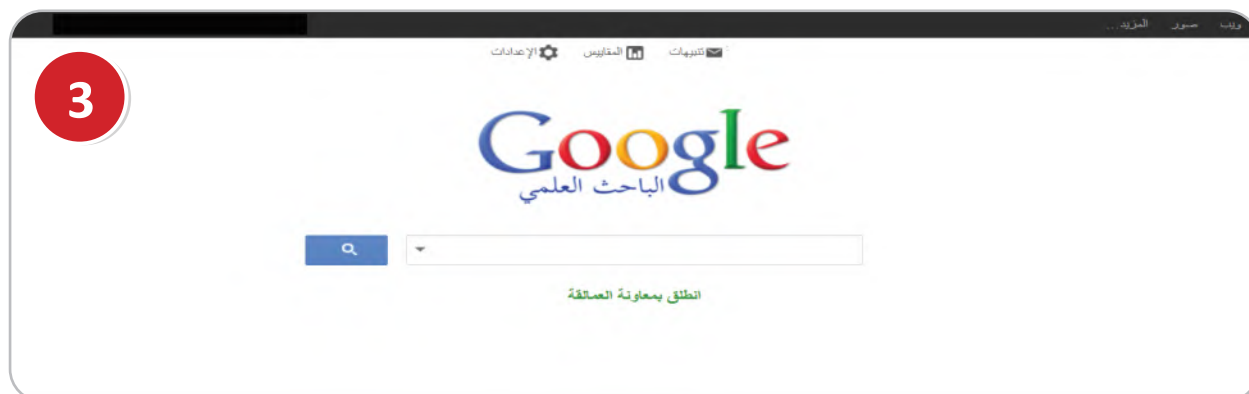 ويب صور المزيد...
تنبيهات المقاييس الإعدادات
3
Google
الباحث العلمي
انطلق بمعاونة العمالقة